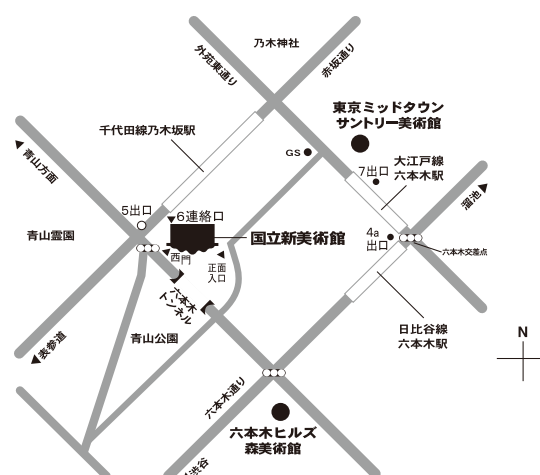 乃木神社
外苑東通り
赤坂通り
東京ミッドタウン
サントリー美術館
千代田線乃木坂駅
GS
7出口
大江戸線
六本木駅
青山方面
溜池
5出口
6連絡口
青山霊園
国立新美術館
4a
出口
六本木交差点
西門
正面
入口
六本木
トンネル
日比谷線
六本木駅
N
青山公園
表参道
六本木通り
六本木ヒルズ
森美術館
渋谷